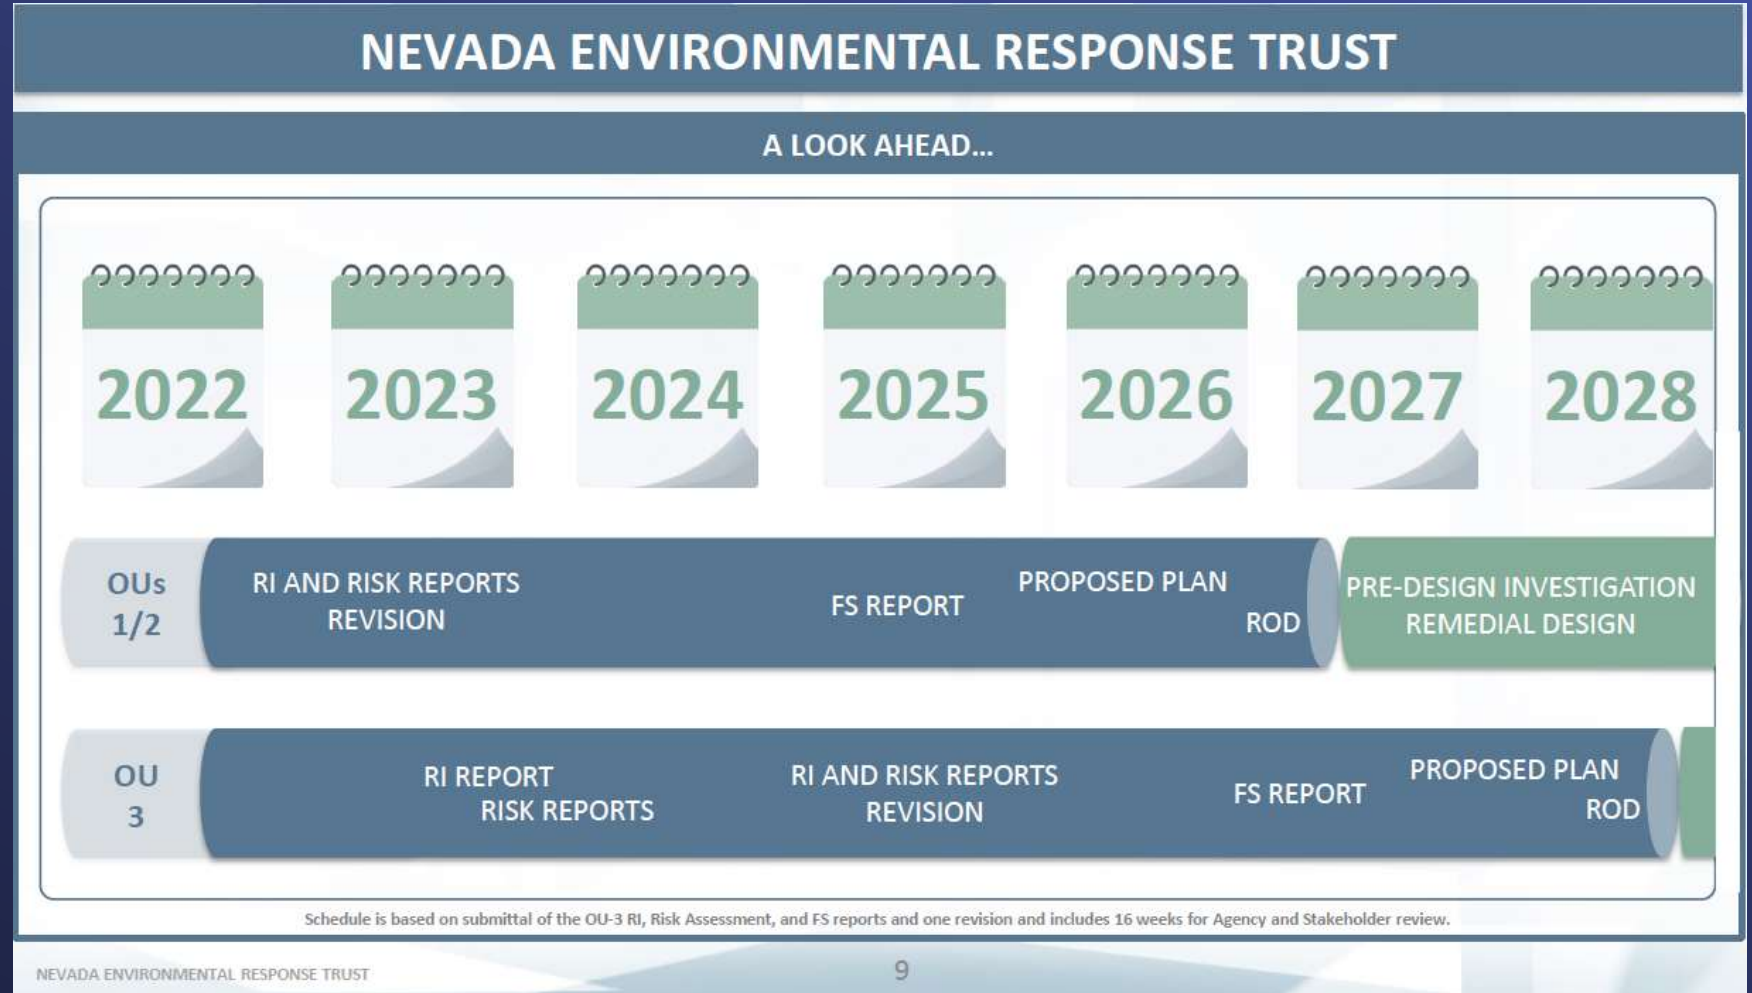 NEVADA ENVIRONMENTAL RESPONSE TRUST
A LOOK AHEAD...
2022
2023
2024
2025
2026
2027
2028
OUs
1/2
RI AND RISK REPORTS
REVISION
FS REPORT
PROPOSED PLAN
ROD
PRE-DESIGN INVESTIGATION
REMEDIAL DESIGN
OU
3
RI REPORT
RISK REPORTS
RI AND RISK REPORTS
REVISION
FS REPORT
PROPOSED PLAN
ROD
Schedule is based on submittal of the OU-3 RI, Risk Assessment, and FS reports and one revision and includes 16 weeks for Agency and Stakeholder review.
NEVADA ENVIRONMENTAL RESPONSE TRUST
9